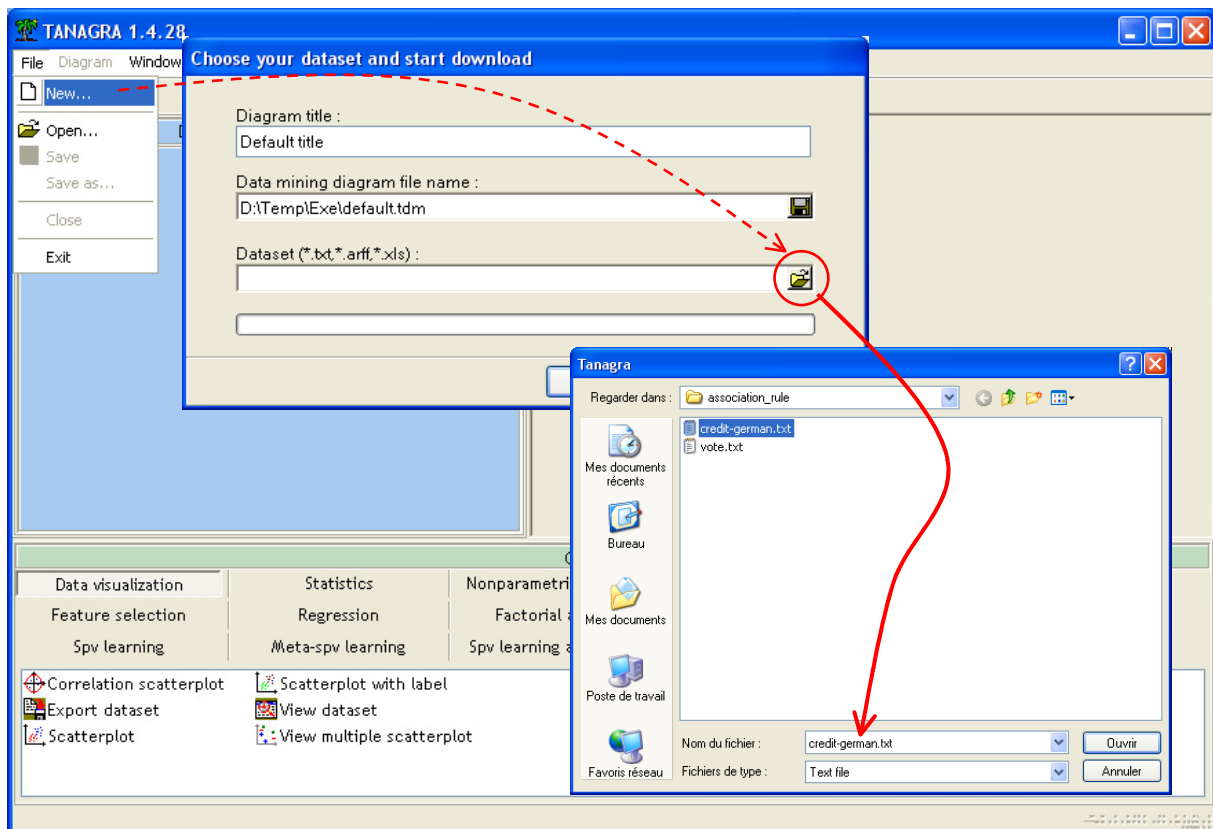 TANAGRA 1.4.28
File Diagram Window
New...
Open...
Save
Save as...
Close
Exit
Choose your dataset and start download
Diagram title :
Default title
Data mining diagram file name :
D:\Temp\Exe\default.tdm
Dataset (*.txt,*.arff,*.xls) :
Tanagra
Regarder dans : association_rule
credit-german.txt
vote.txt
Mes documents
récents
Bureau
Mes documents
Poste de travail
Favoris réseau
Nom du fichier : credit-german.txt Ouvrir
Fichiers de type : Text file Annuler
Data visualization Statistics Nonparametri
Feature selection Regression Factorial
Spv learning Meta-spv learning Spv learning
Correlation scatterplot Scatterplot with label
Export dataset View dataset
Scatterplot View multiple scatterplot